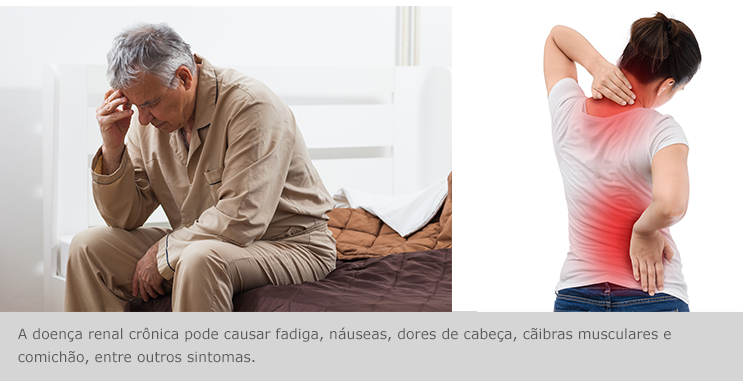 A doença renal crônica pode causar fadiga, náuseas, dores de cabeça, cãibras musculares e
comichão, entre outros sintomas.